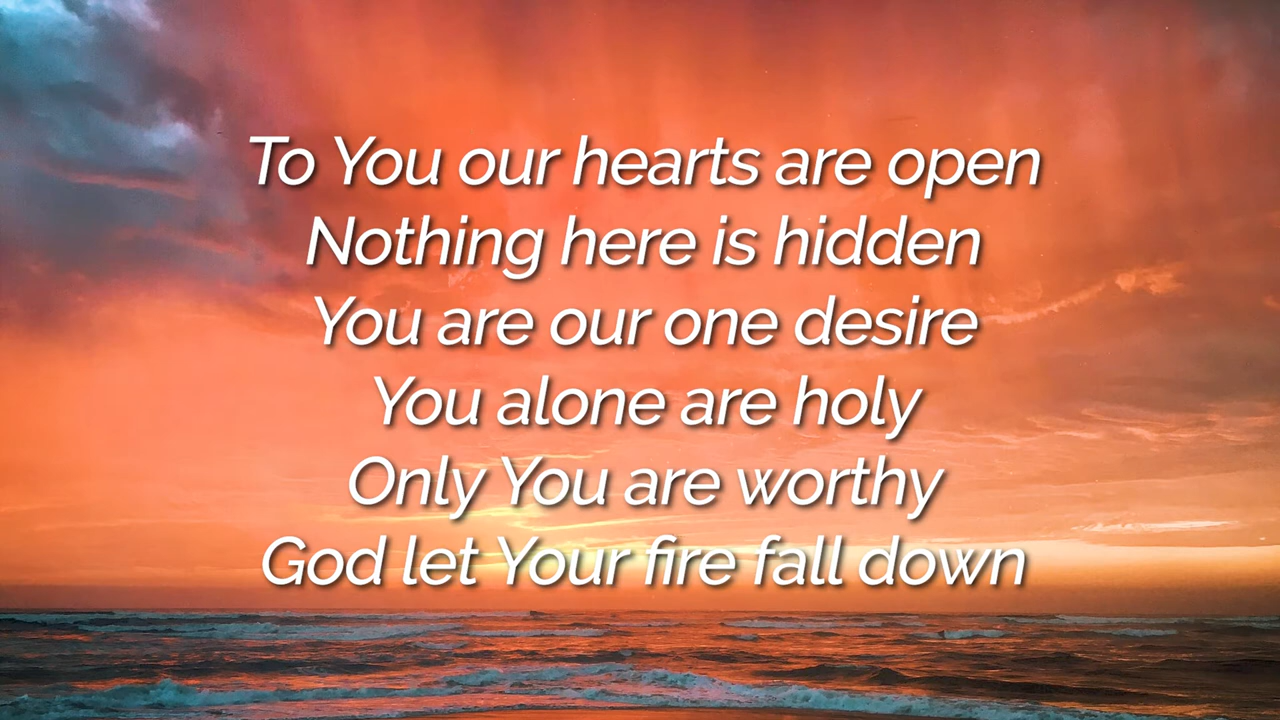 To You our hearts are open
Nothing here is hidden
You are our one desire
You alone are holy
Only You are worthy
God let Your fire fall down